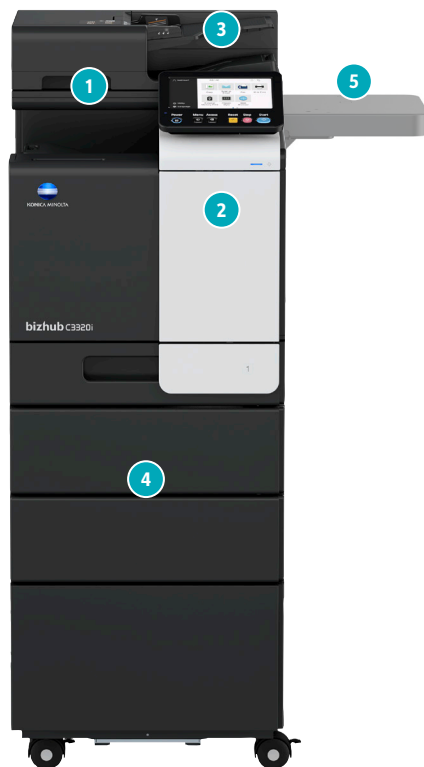 3
5
1
Power
Menu
Access
Reset
Stop
Start
2
KONICA MINOLTA
bizhub C3320i
1
4